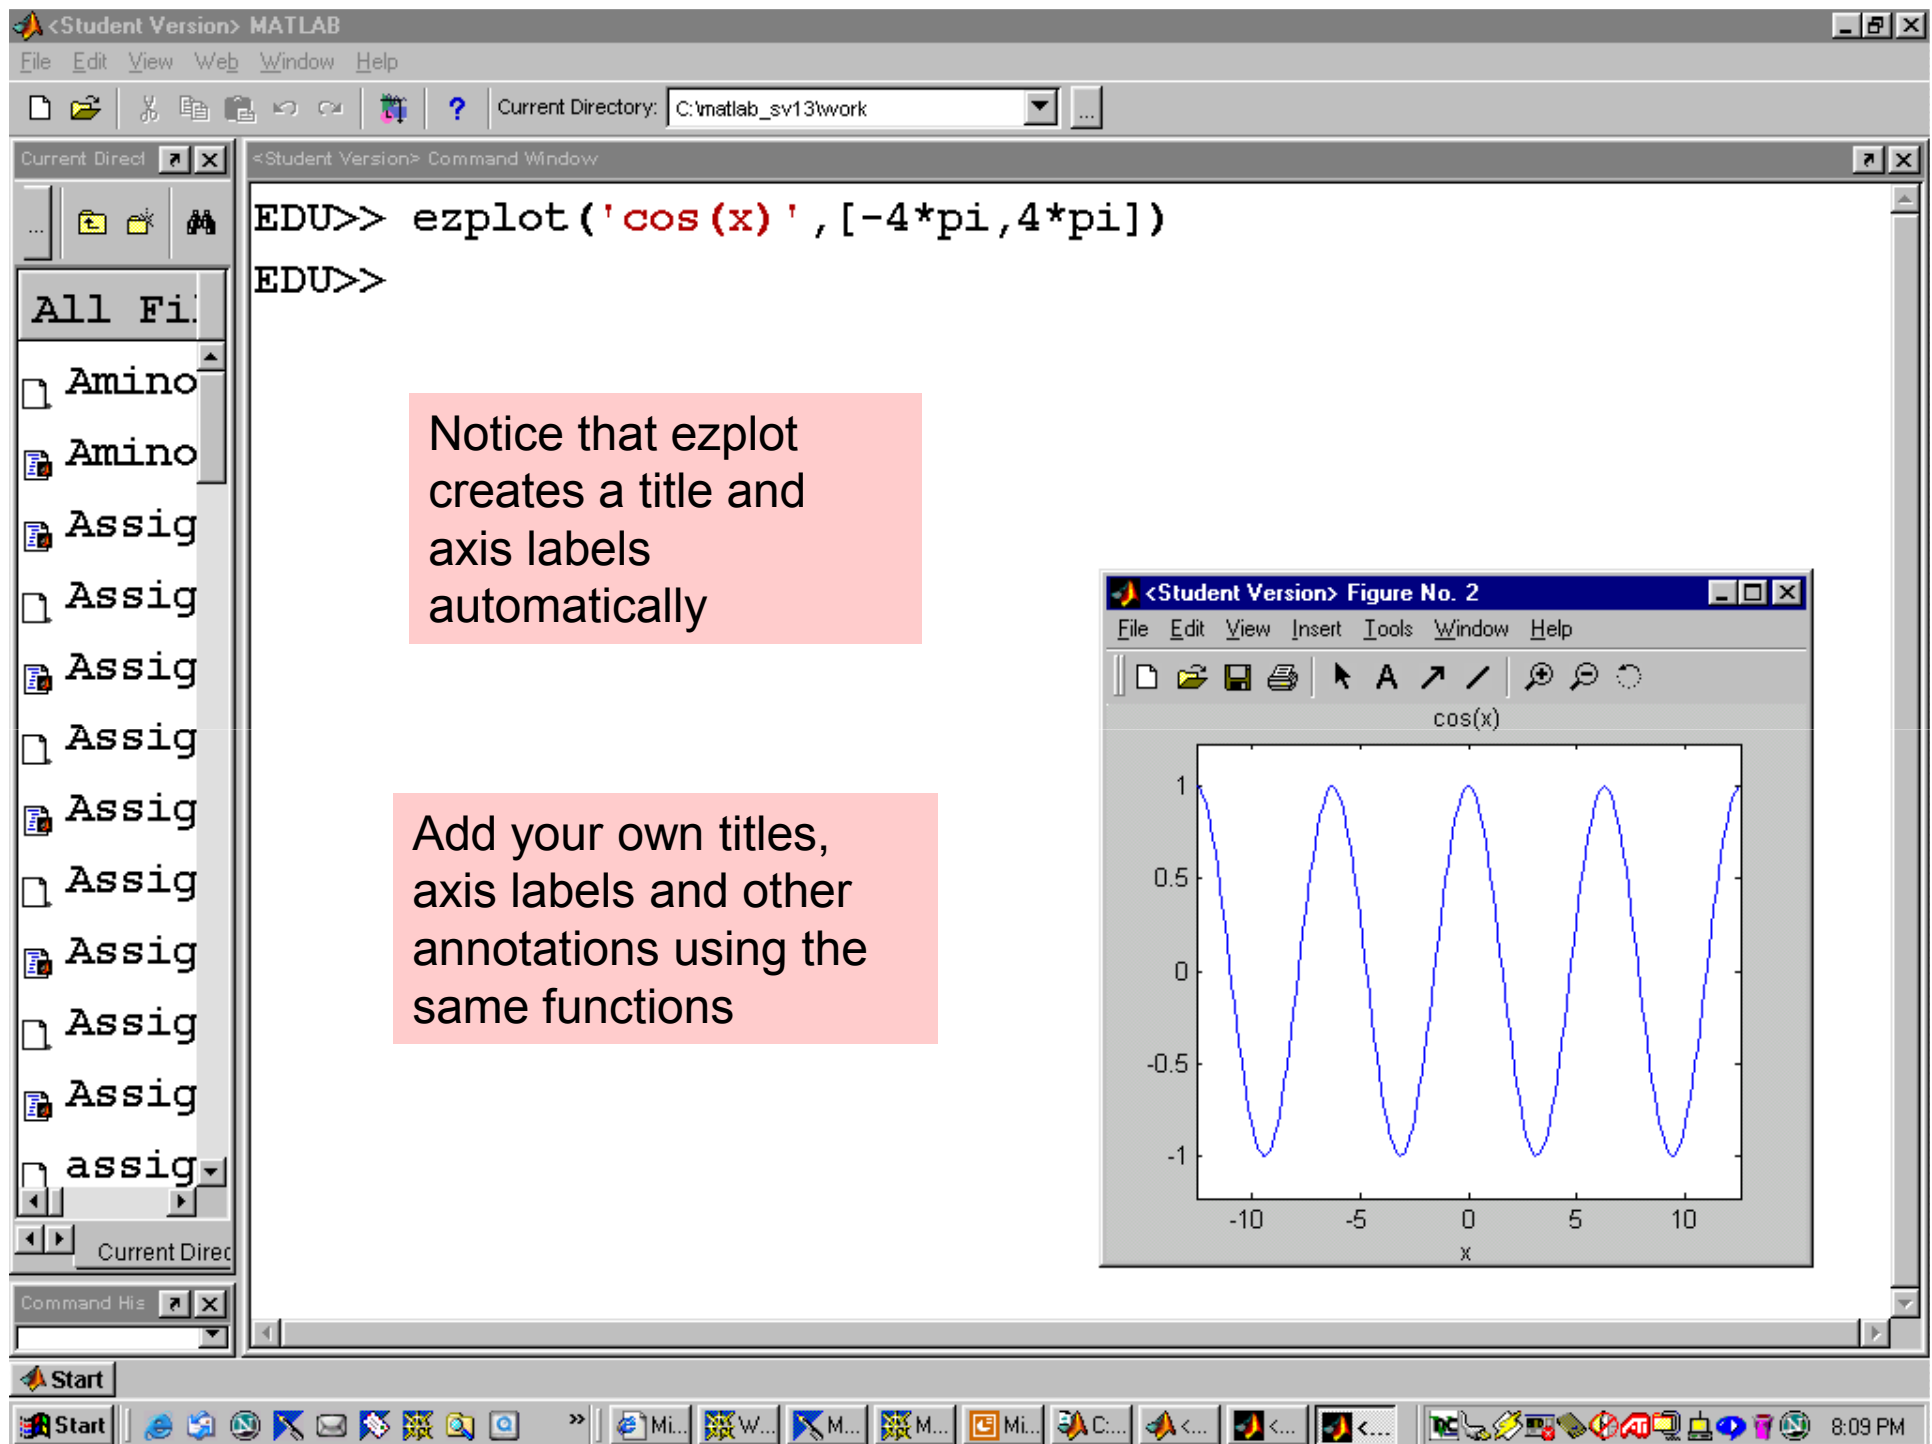 <Student Version> MATLAB
File Edit View Web Window Help
? Current Directory: C:\matlab_sv13\work ...
Current Direct
<Student Version> Command Window
...
EDU>> ezplot('cos(x)',[-4*pi,4*pi])
EDU>>
All Fil
Amino
Amino
Assig
Assig
Assig
Assig
Assig
Assig
Assig
Assig
Assig
assig
Current Direc
Command His
Notice that ezplot
creates a title and
axis labels
automatically
Add your own titles,
axis labels and other
annotations using the
same functions
<Student Version> Figure No. 2
File Edit View Insert Tools Window Help
A
cos(x)
1
0.5
0
-0.5
-1
-10 -5 0 5 10
x
Start
Start » Mi... W... M... M... Mi... C:... <... <... <... 8:09 PM